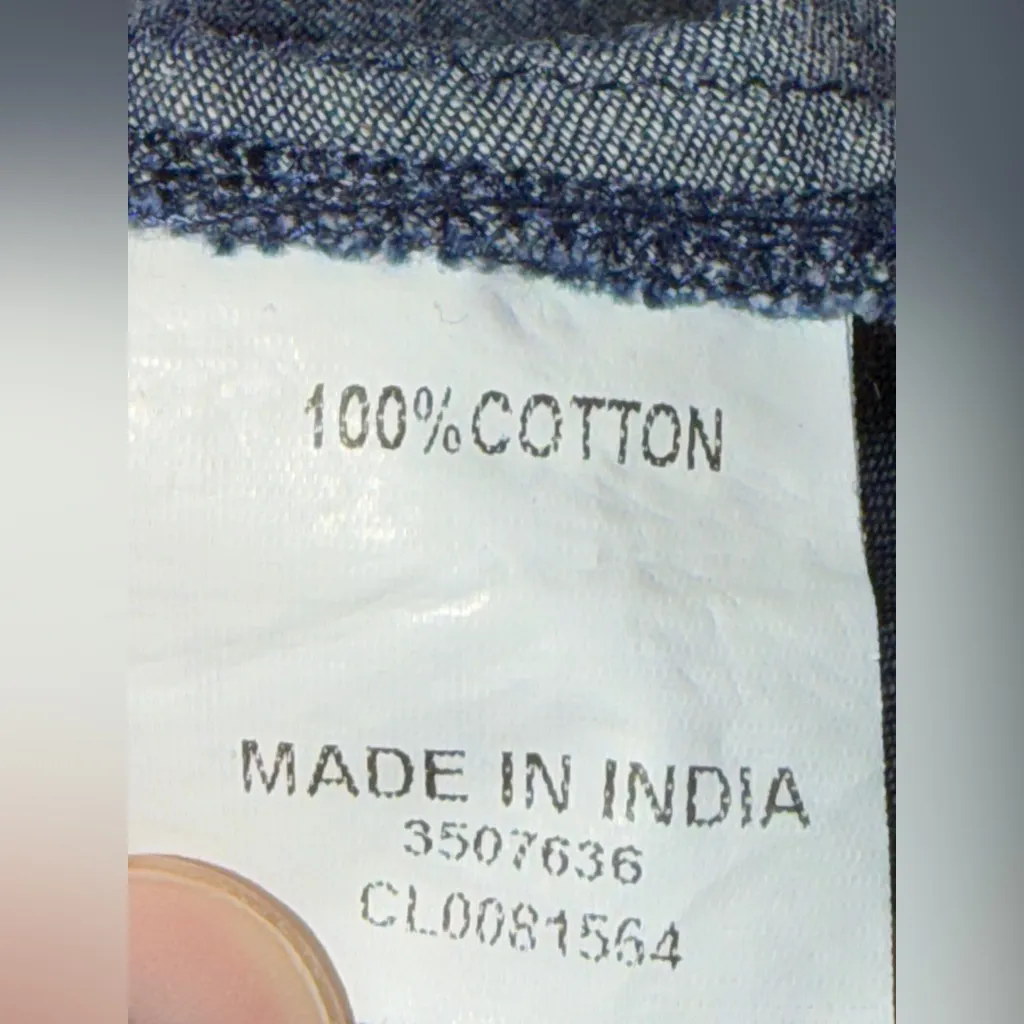 100%COTTON
MADE IN INDIA
3507636
CL0081564